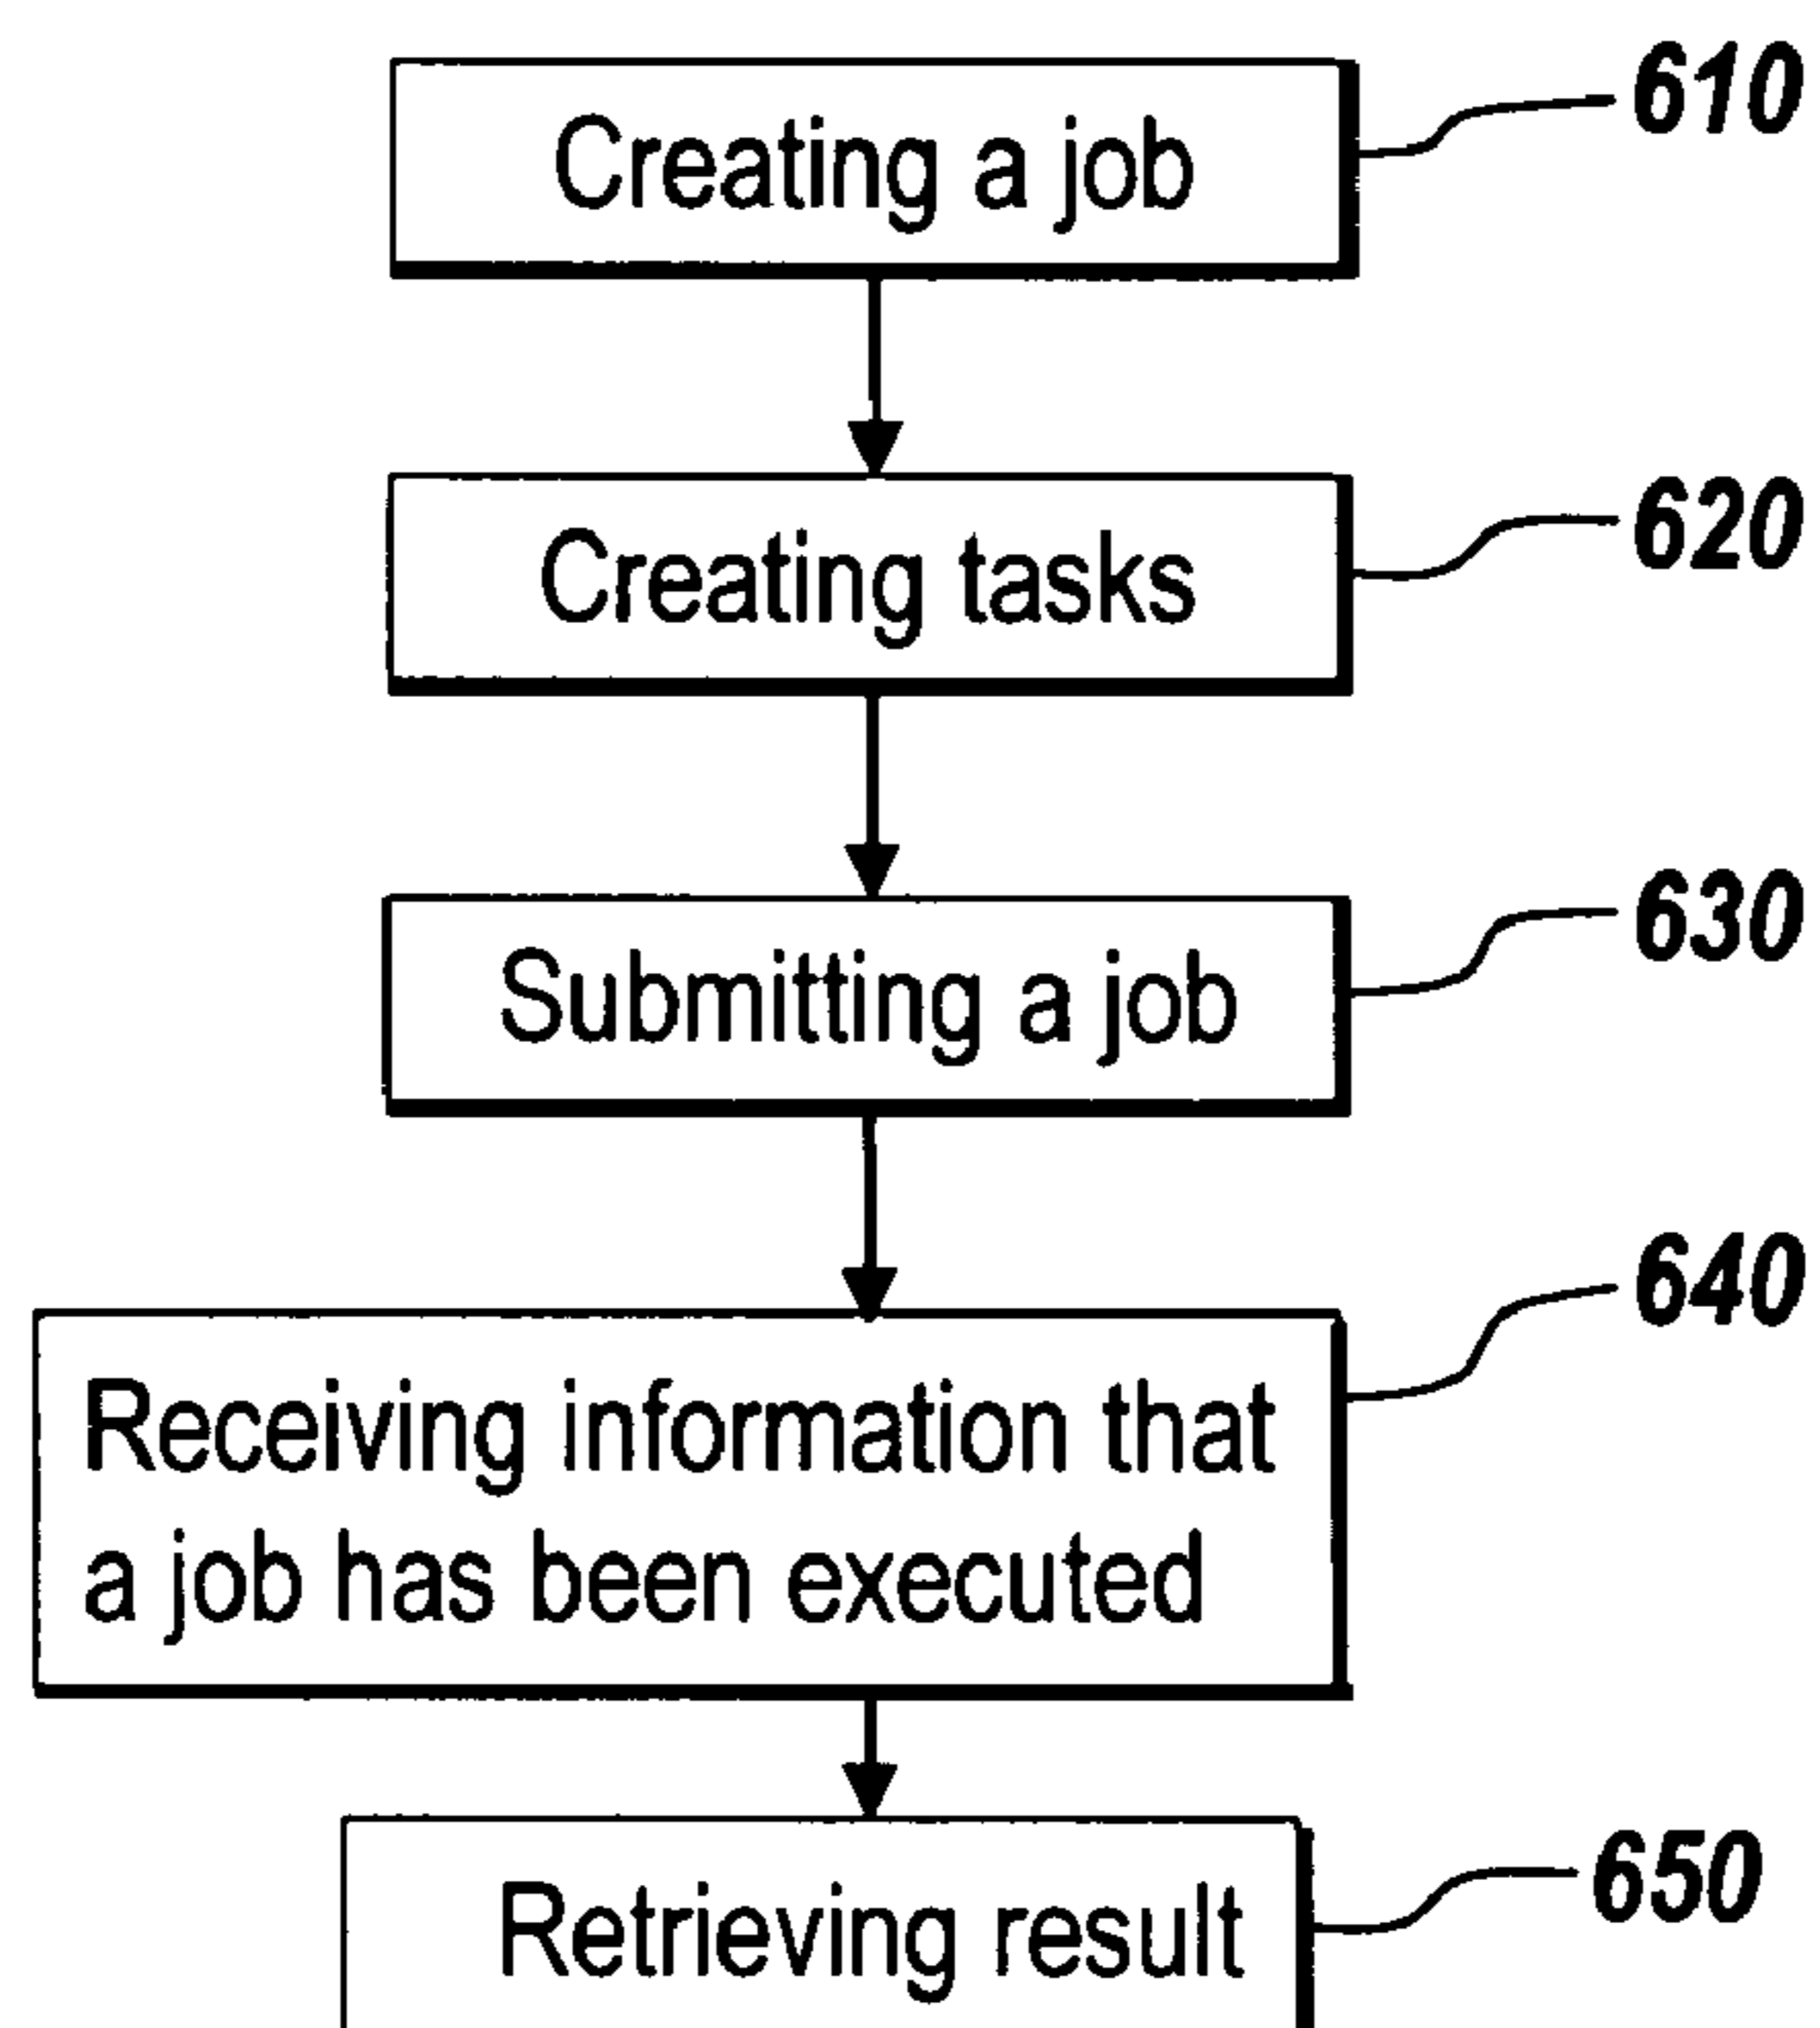 Creating a job
610
Creating tasks
620
Submitting a job
630
Receiving information that
a job has been executed
640
Retrieving result
650